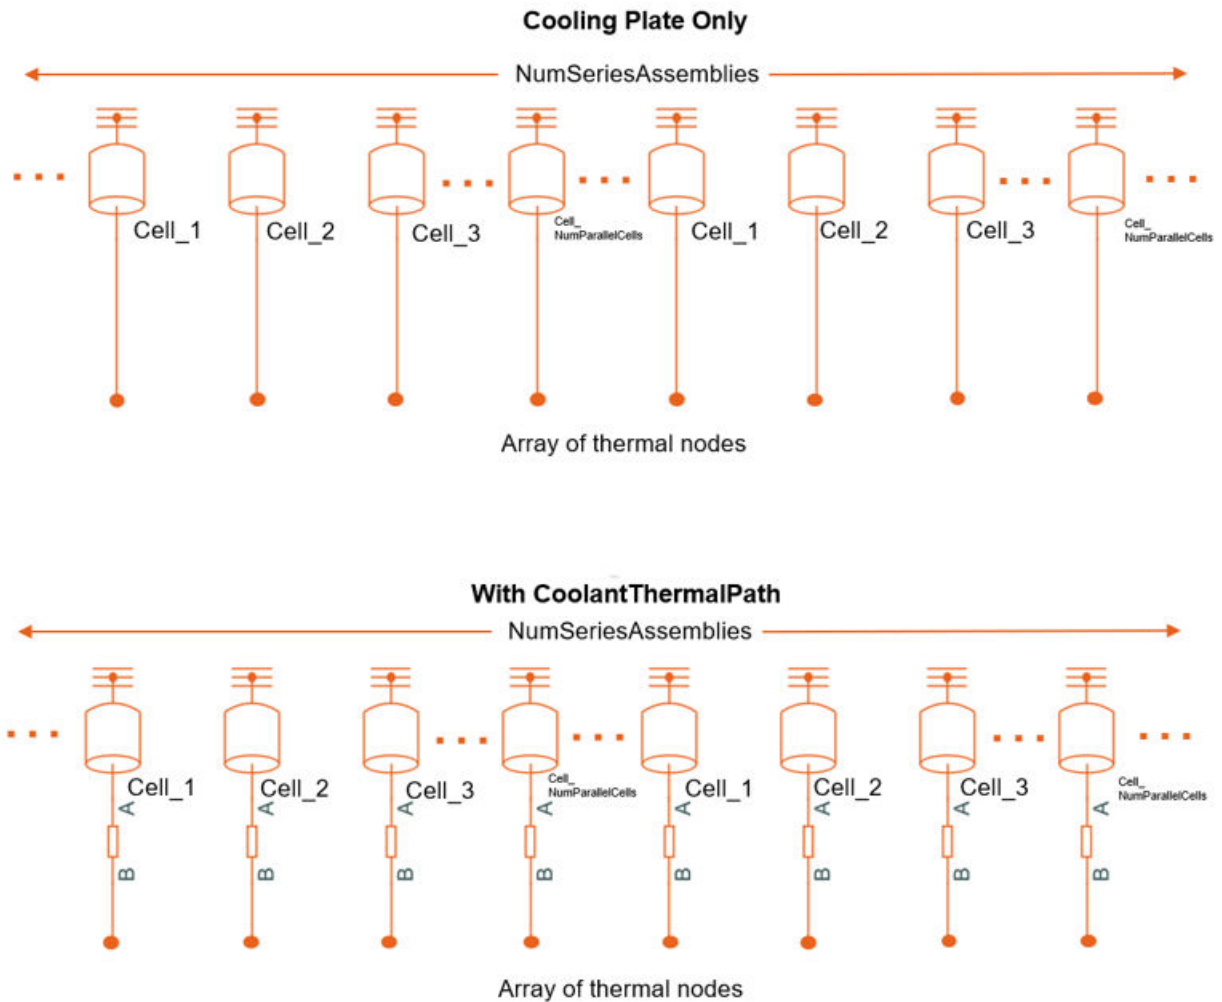 Cooling Plate Only
NumSeriesAssemblies
Cell_1
Cell_2
Cell_3
Cell_
NumParallelCells
Cell_1
Cell_2
Cell_3
Cell_
NumParallelCells
Array of thermal nodes
With CoolantThermalPath
NumSeriesAssemblies
Cell_1
Cell_2
Cell_3
Cell_
NumParallelCells
Cell_1
Cell_2
Cell_3
Cell_
NumParallelCells
A
A
A
A
A
A
A
A
B
B
B
B
B
B
B
B
Array of thermal nodes